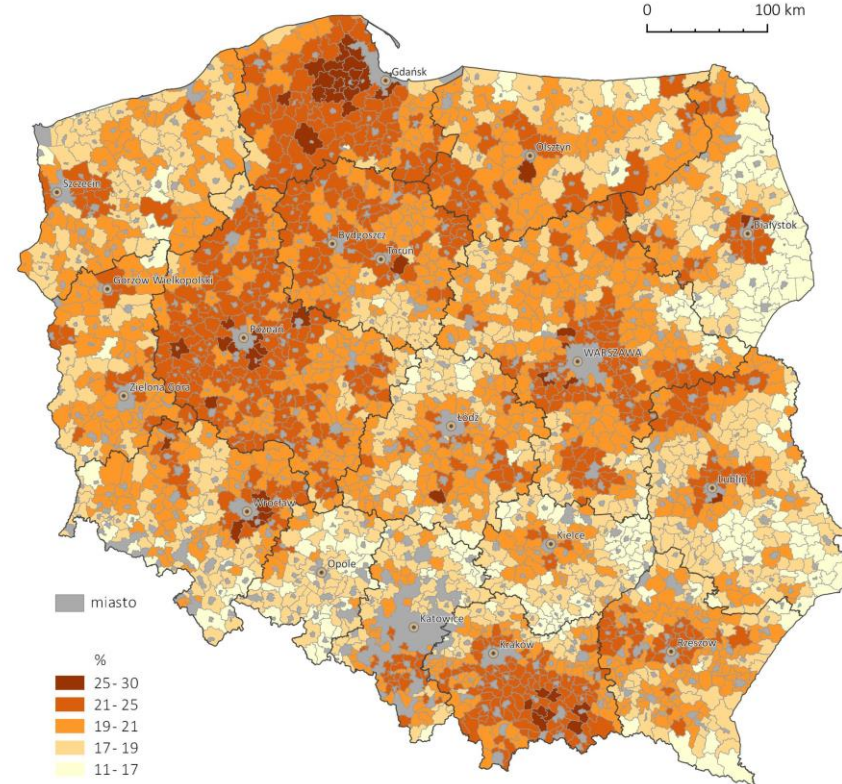 0 100 km
Gdańsk
Olsztyn
Szczecin
Białystok
Bydgoszcz
Toruń
Gorzów Wielkopolski
Poznań
WARSZAWA
Zielona Góra
Łódź
Lublin
Wrocław
Kielce
Opole
miasto
Katowice
Kraków
Rzeszów
%
25 - 30
21 - 25
19 - 21
17 - 19
11 - 17